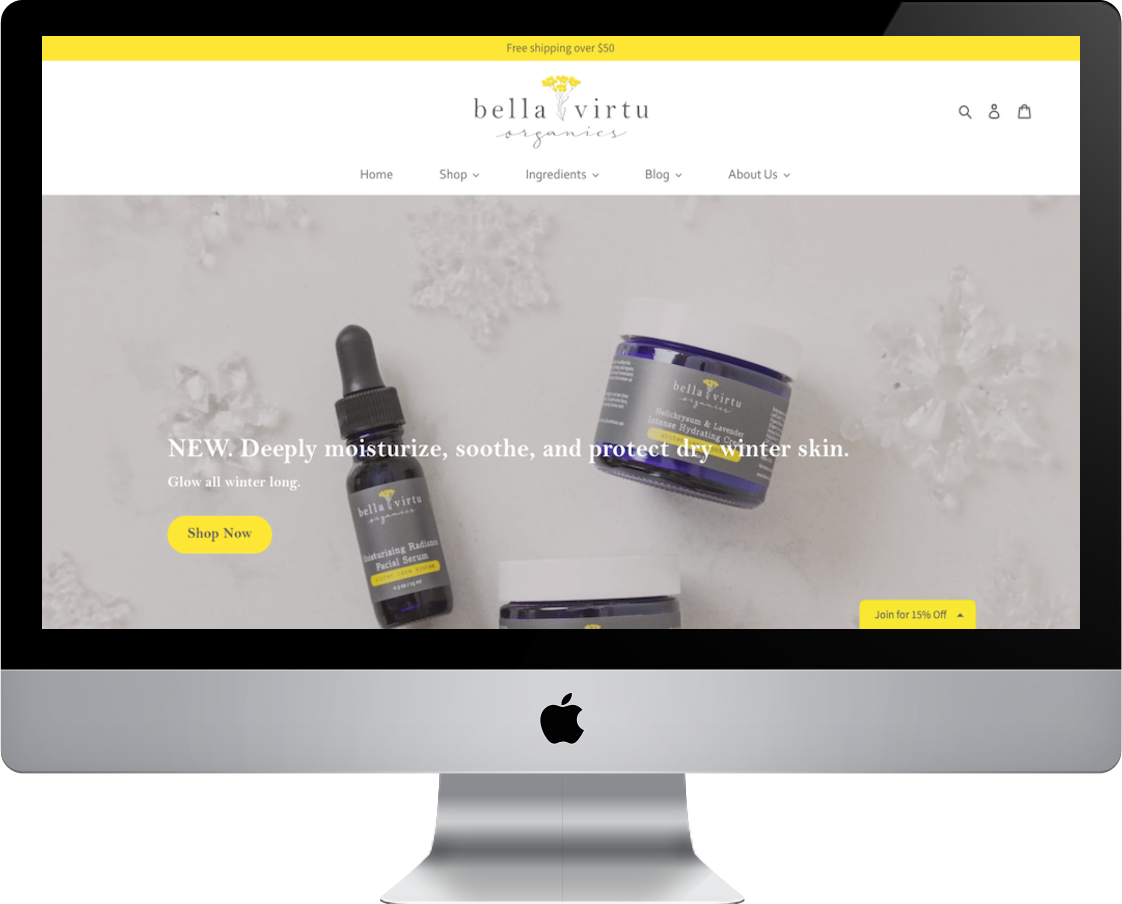 Free shipping over $50
bella virtu
organics
Home Shop Ingredients Blog About Us
bella virtu
organics
Helichrysum & Lavender
Intense Hydrating
NEW. Deeply moisturize, soothe, and protect dry winter skin.
Glow all winter long.
Shop Now
bella virtu
organics
Moisturizing Radiance
Facial Serum
Join for 15% Off